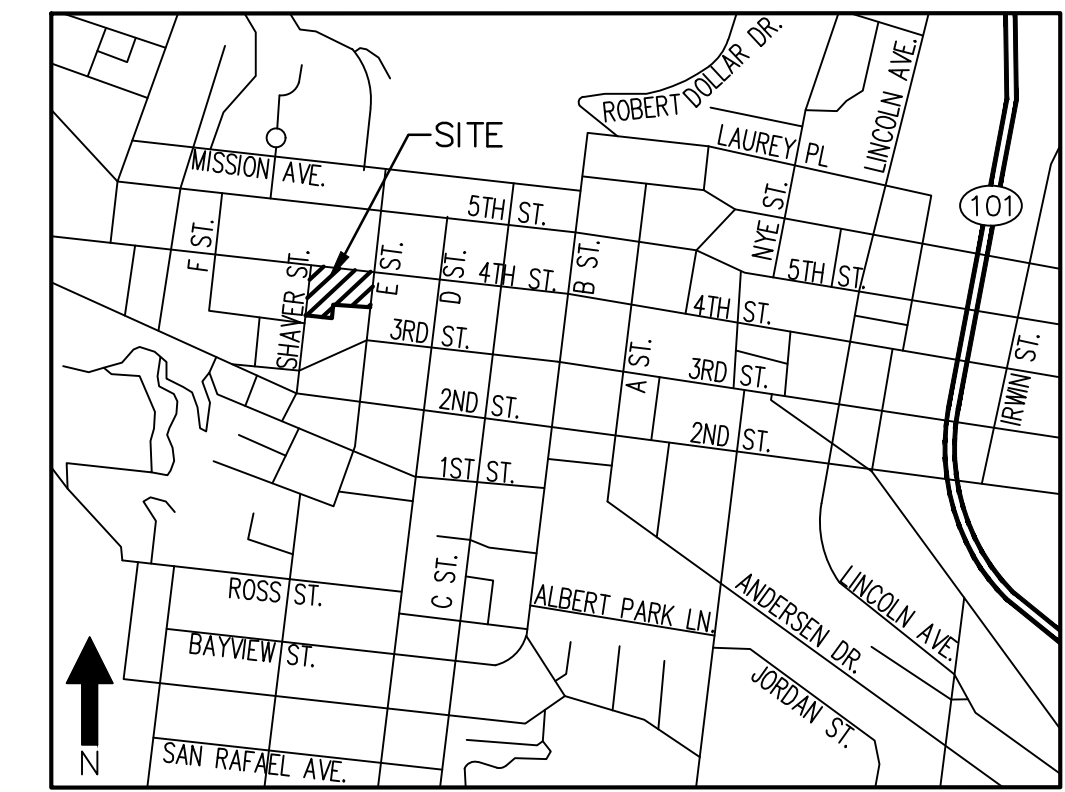 ROBERT DOLLAR DR.
LINCOLN AVE.
SITE
LAUREY PL
MISSION AVE.
5TH ST.
NYE ST.
101
F ST.
SHAVER ST.
E ST.
D ST.
4TH ST.
B ST.
5TH ST.
4TH ST.
3RD ST.
A ST.
3RD ST.
IRWIN ST.
2ND ST.
2ND ST.
1ST ST.
C ST.
ROSS ST.
ALBERT PARK LN.
ANDERSEN DR.
LINCOLN AVE.
BAYVIEW ST.
JORDAN ST.
SAN RAFAEL AVE.
N